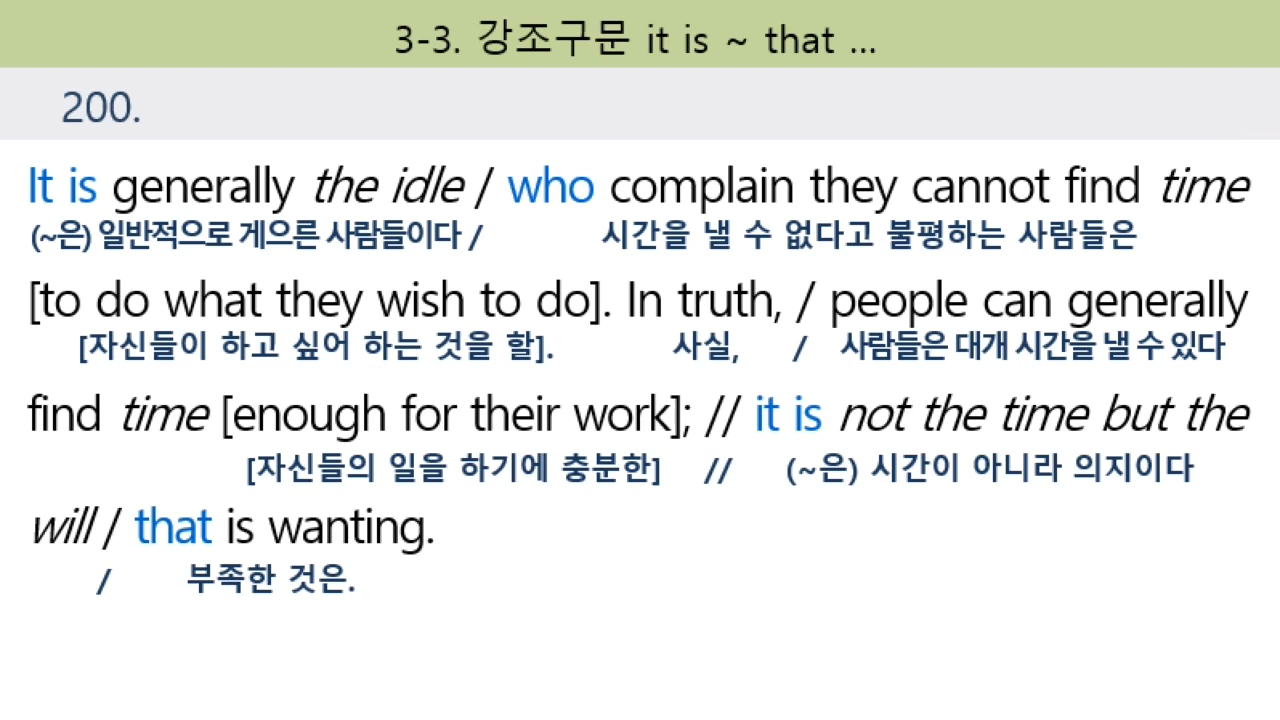 3-3. 강조구문 it is ~ that ...
200.
It is generally the idle / who complain they cannot find time
(~은) 일반적으로 게으른 사람들이다 / 시간을 낼 수 없다고 불평하는 사람들은
[to do what they wish to do]. In truth, / people can generally
[자신들이 하고 싶어 하는 것을 할]. 사실, / 사람들은 대개 시간을 낼 수 있다
find time [enough for their work]; // it is not the time but the
[자신들의 일을 하기에 충분한] // (~은) 시간이 아니라 의지이다
will / that is wanting.
/ 부족한 것은.